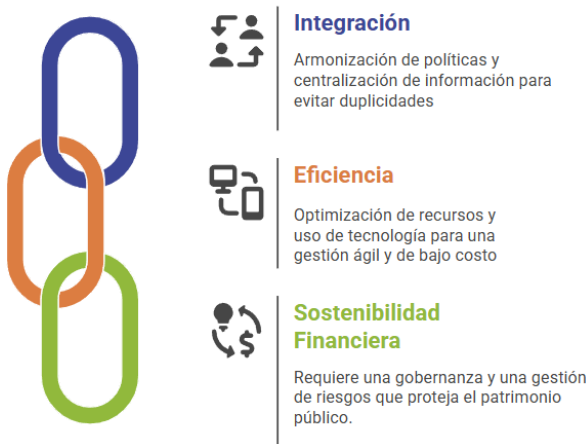 Integración
Armonización de políticas y
centralización de información para
evitar duplicidades
Eficiencia
Optimización de recursos y
uso de tecnología para una
gestión ágil y de bajo costo
Sostenibilidad
Financiera
Requiere una gobernanza y una gestión
de riesgos que proteja el patrimonio
público.